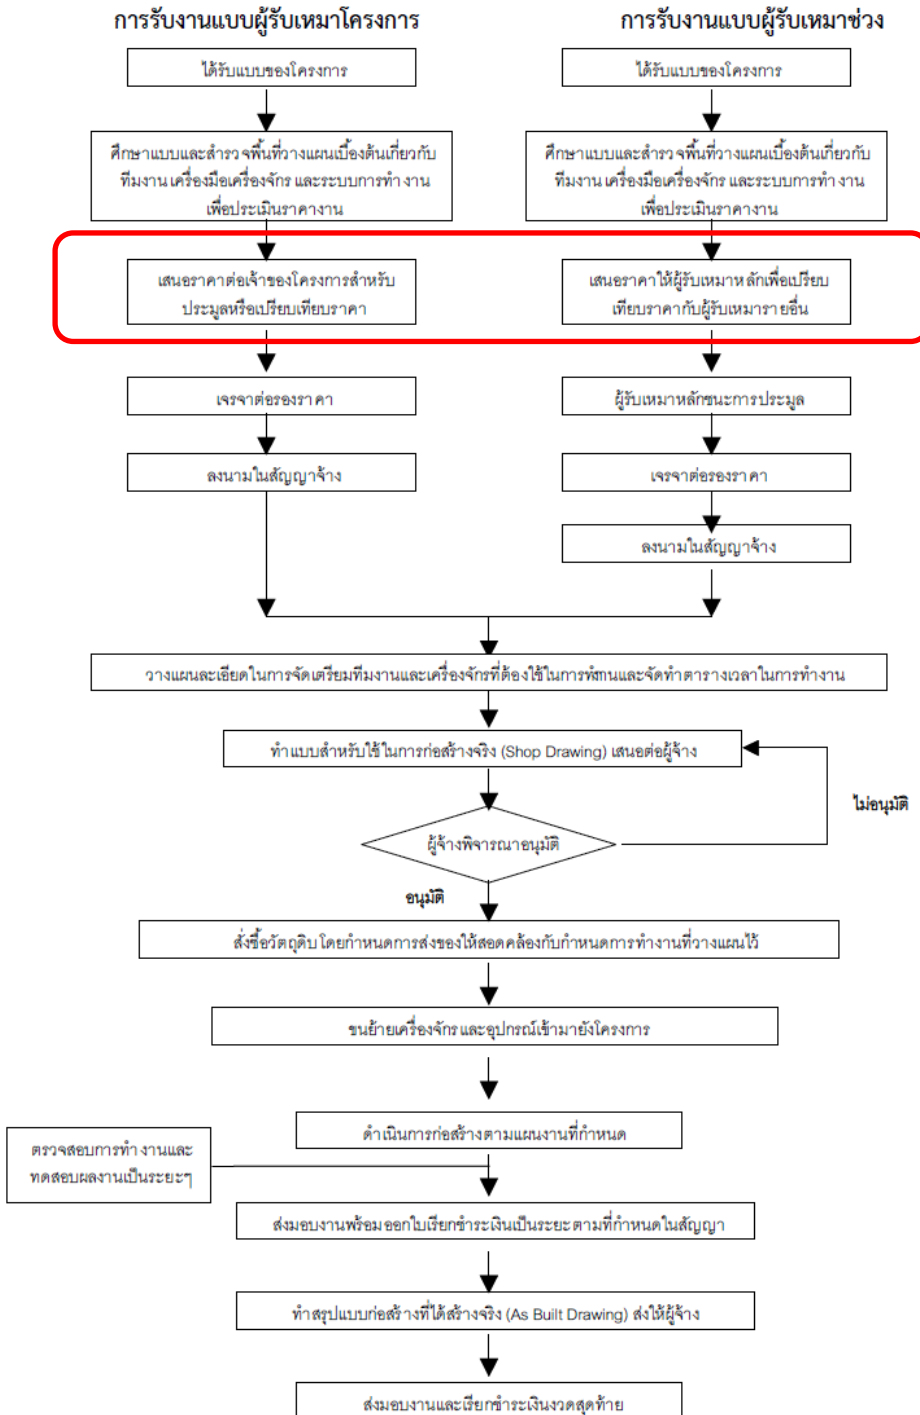 การรับงานแบบผู้รับเหมาโครงการ
ได้รับแบบของโครงการ
ศึกษาแบบและสำรวจพื้นที่วางแผนเบื้องต้นเกี่ยวกับ
ทีมงาน เครื่องมือเครื่องจักร และระบบการทำงาน
เพื่อประเมินราคางาน
เสนอราคาต่อเจ้าของโครงการสำหรับ
ประมูลหรือเปรียบเทียบราคา
เจรจาต่อรองราคา
ลงนามในสัญญาจ้าง
การรับงานแบบผู้รับเหมาช่วง
ได้รับแบบของโครงการ
ศึกษาแบบและสำรวจพื้นที่วางแผนเบื้องต้นเกี่ยวกับ
ทีมงาน เครื่องมือเครื่องจักร และระบบการทำงาน
เพื่อประเมินราคางาน
เสนอราคาให้ผู้รับเหมาหลักเพื่อเปรียบ
เทียบราคากับผู้รับเหมารายอื่น
ผู้รับเหมาหลักชนะการประมูล
เจรจาต่อรองราคา
ลงนามในสัญญาจ้าง
วางแผนละเอียดในการจัดเตรียมทีมงานและเครื่องจักรที่ต้องใช้ในการทำงานและจัดทำตารางเวลาในการทำงาน
ทำแบบสำหรับใช้ในการก่อสร้างจริง (Shop Drawing) เสนอต่อผู้จ้าง
ไม่อนุมัติ
ผู้จ้างพิจารณาอนุมัติ
อนุมัติ
สั่งซื้อวัตถุดิบ โดยกำหนดการส่งของให้สอดคล้องกับกำหนดการทำงานที่วางแผนไว้
ขนย้ายเครื่องจักร และอุปกรณ์เข้ามายังโครงการ
ดำเนินการก่อสร้างตามแผนงานที่กำหนด
ตรวจสอบการทำงานและ
ทดสอบผลงานเป็นระยะๆ
ส่งมอบงานพร้อมออกใบเรียกชำระเงินเป็นระยะ ตามที่กำหนดในสัญญา
ทำสรุปแบบก่อสร้างที่ได้สร้างจริง (As Built Drawing) ส่งให้ผู้จ้าง
ส่งมอบงานและเรียกชำระเงินงวดสุดท้าย